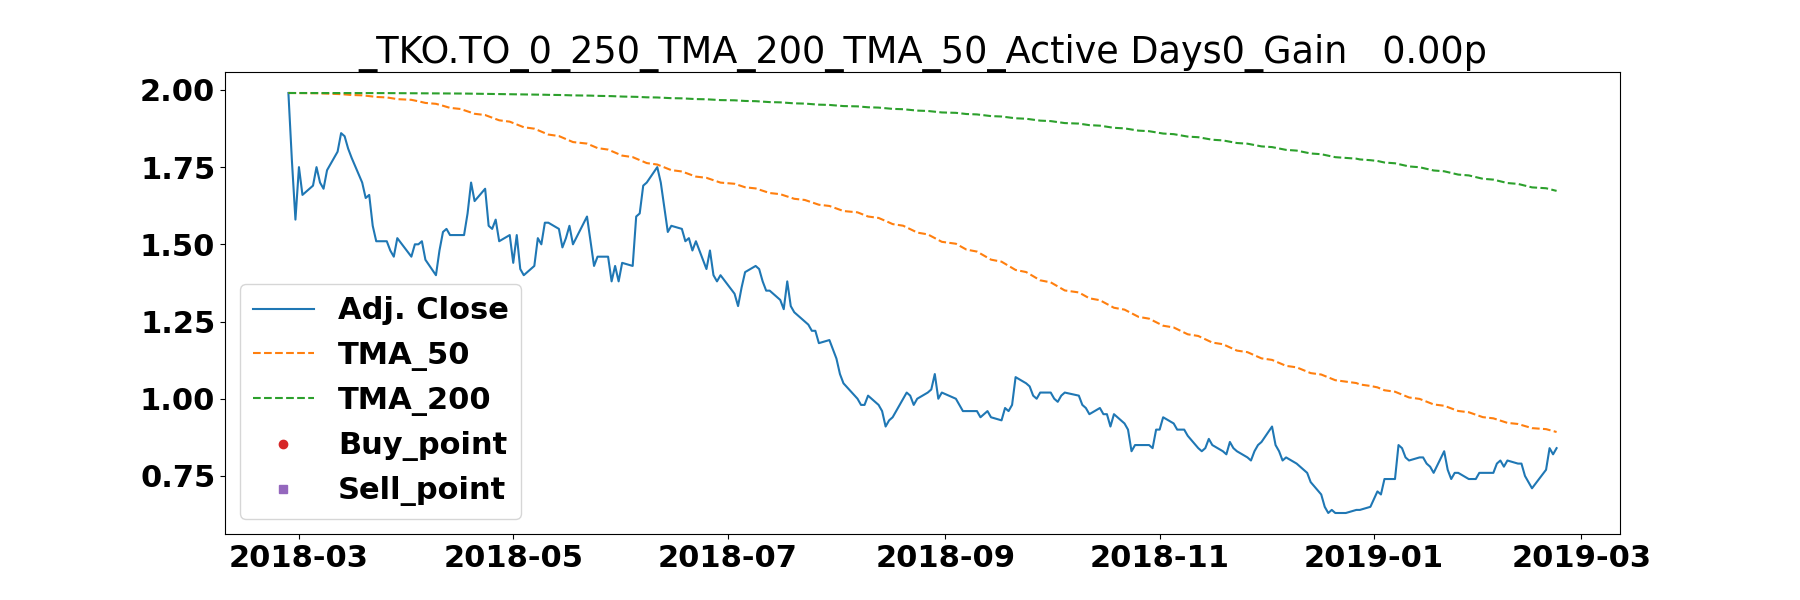 _TKO.TO_0_250_TMA_200_TMA_50_Active Days0_Gain   0.00p
2.00
1.75
1.50
1.25
1.00
0.75
Adj. Close
TMA_50
TMA_200
Buy_point
Sell_point
2018-03 2018-05 2018-07 2018-09 2018-11 2019-01 2019-03